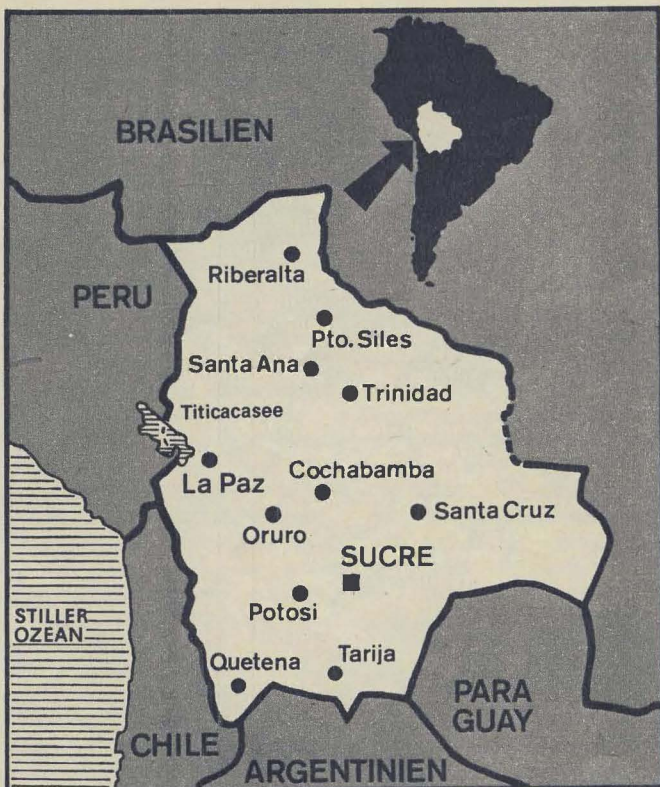 BRASILIEN
PERU
Riberalta
Pto. Siles
Santa Ana
Trinidad
Titicacasee
La Paz
Cochabamba
Oruro
Santa Cruz
SUCRE
Potosi
STILLER
OZEAN
Quetena
Tarija
PARA
GUAY
CHILE
ARGENTINIEN